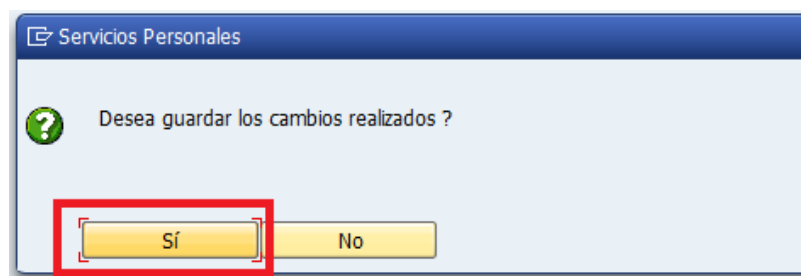 Servicios Personales
Desea guardar los cambios realizados ?
Sí
No